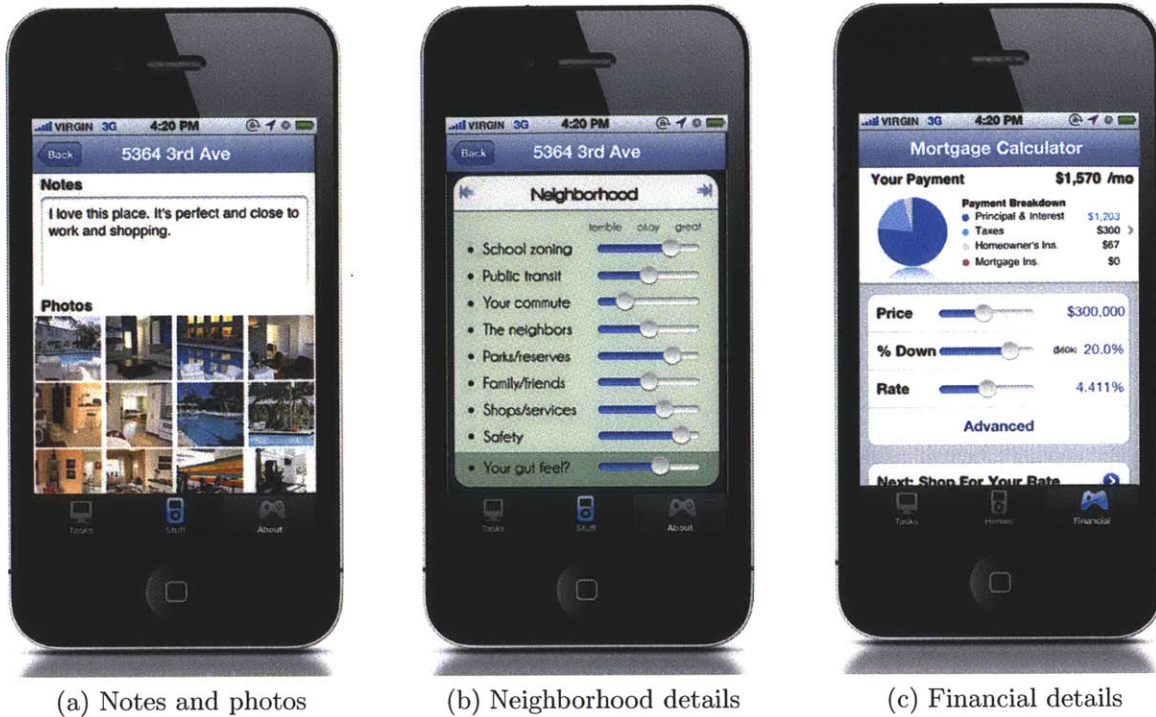 VIRGIN 3G 4:20 PM
Back 5364 3rd Ave
Notes
I love this place. It's perfect and close to
work and shopping.
Photos
Tasks Stuff About
(a) Notes and photos
VIRGIN 3G 4:20 PM
Back 5364 3rd Ave
Neighborhood
terrible okay great
• School zoning
• Public transit
• Your commute
• The neighbors
• Parks/reserves
• Family/friends
• Shops/services
• Safety
• Your gut feel?
Tasks Stuff About
(b) Neighborhood details
VIRGIN 3G 4:20 PM
Mortgage Calculator
Your Payment $1,570 /mo
Payment Breakdown
• Principal & Interest $1,203
• Taxes $300 >
• Homeowner's Ins. $67
• Mortgage Ins. $0
Price $300,000
% Down ($60k) 20.0%
Rate 4.411%
Advanced
Next: Shop For Your Rate
Tasks Homes Financial
(c) Financial details